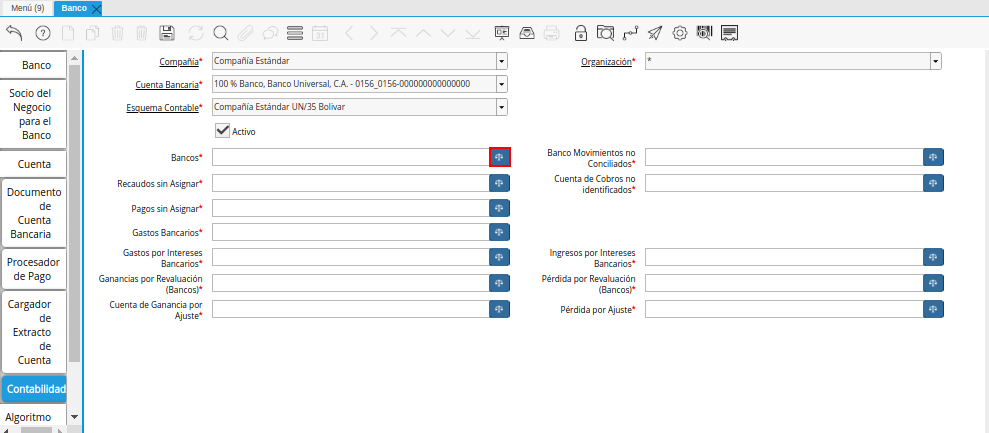 Menú (9)
Banco
Banco
Socio del
Negocio
para el
Banco
Cuenta
Documento
de
Cuenta
Bancaria
Procesador
de Pago
Cargador
de
Extracto
de
Cuenta
Contabilidad
Algoritmo
Compañía* Compañía Estándar
Organización* *
Cuenta Bancaria* 100 % Banco, Banco Universal, C.A. - 0156_0156-000000000000000
Esquema Contable* Compañía Estándar UN/35 Bolivar
Activo
Bancos*
Banco Movimientos no
Conciliados*
Recaudos sin Asignar*
Cuenta de Cobros no
identificados*
Pagos sin Asignar*
Gastos Bancarios*
Gastos por Intereses
Bancarios*
Ingresos por Intereses
Bancarios*
Ganancias por Revaluación
(Bancos)*
Pérdida por Revaluación
(Bancos)*
Cuenta de Ganancia por
Ajuste*
Pérdida por Ajuste*